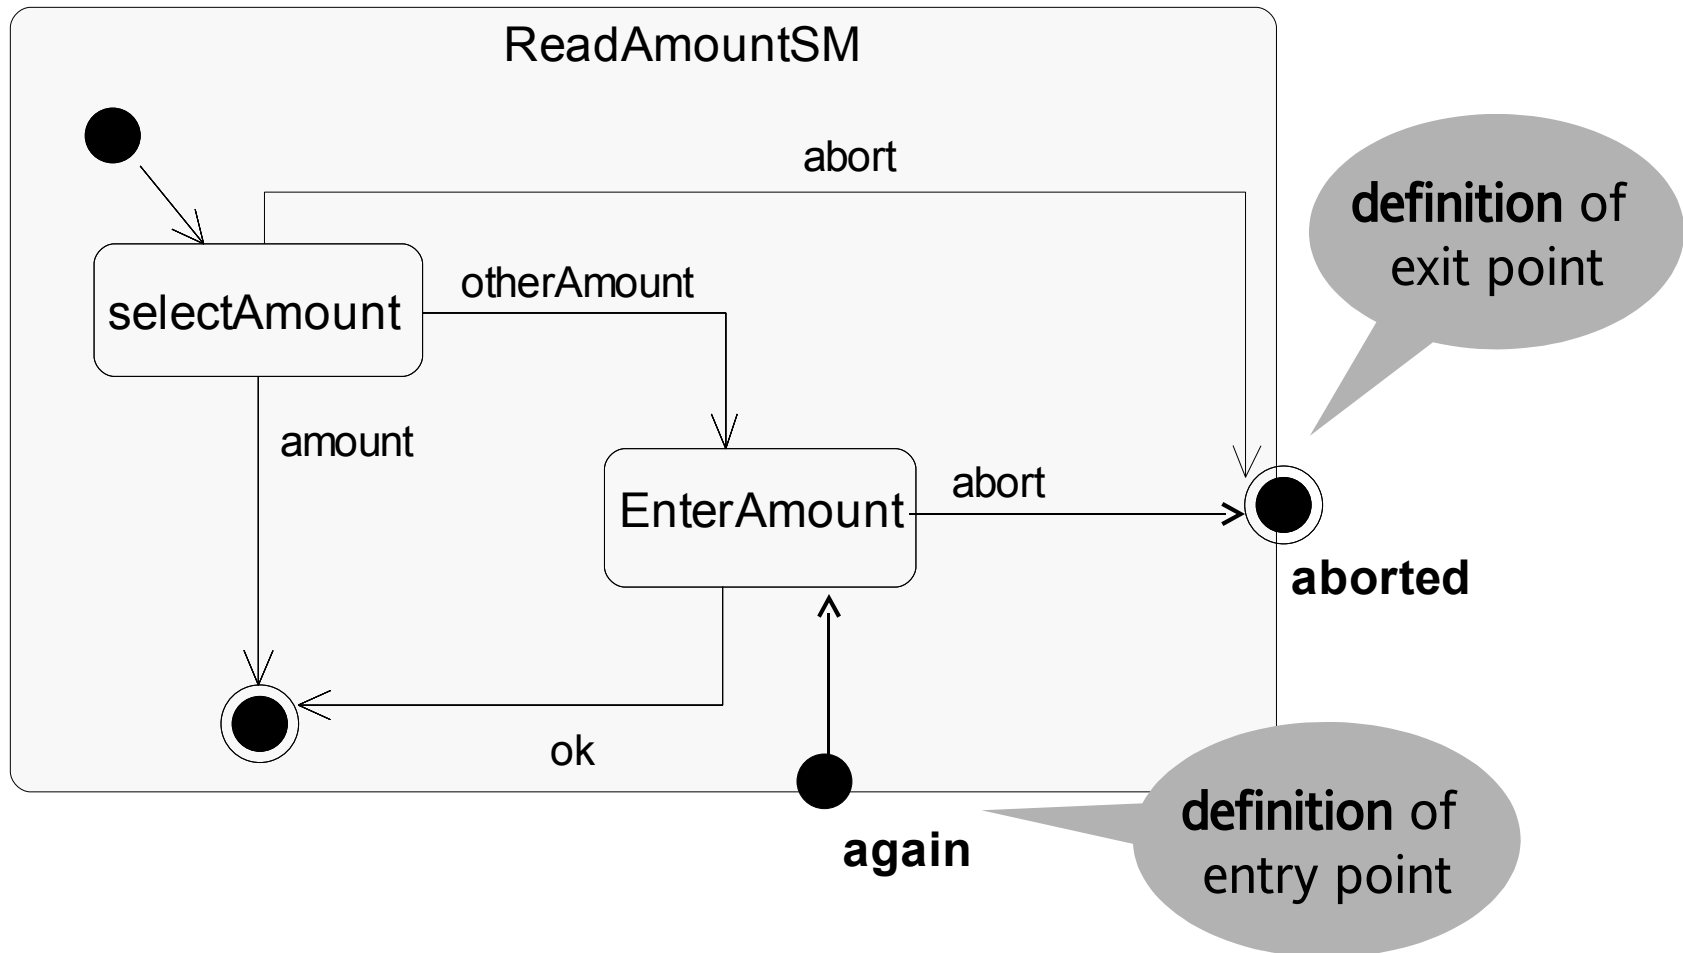 ReadAmountSM
abort
definition of
exit point
otherAmount
selectAmount
amount
abort
EnterAmount
aborted
ok
again
definition of
entry point